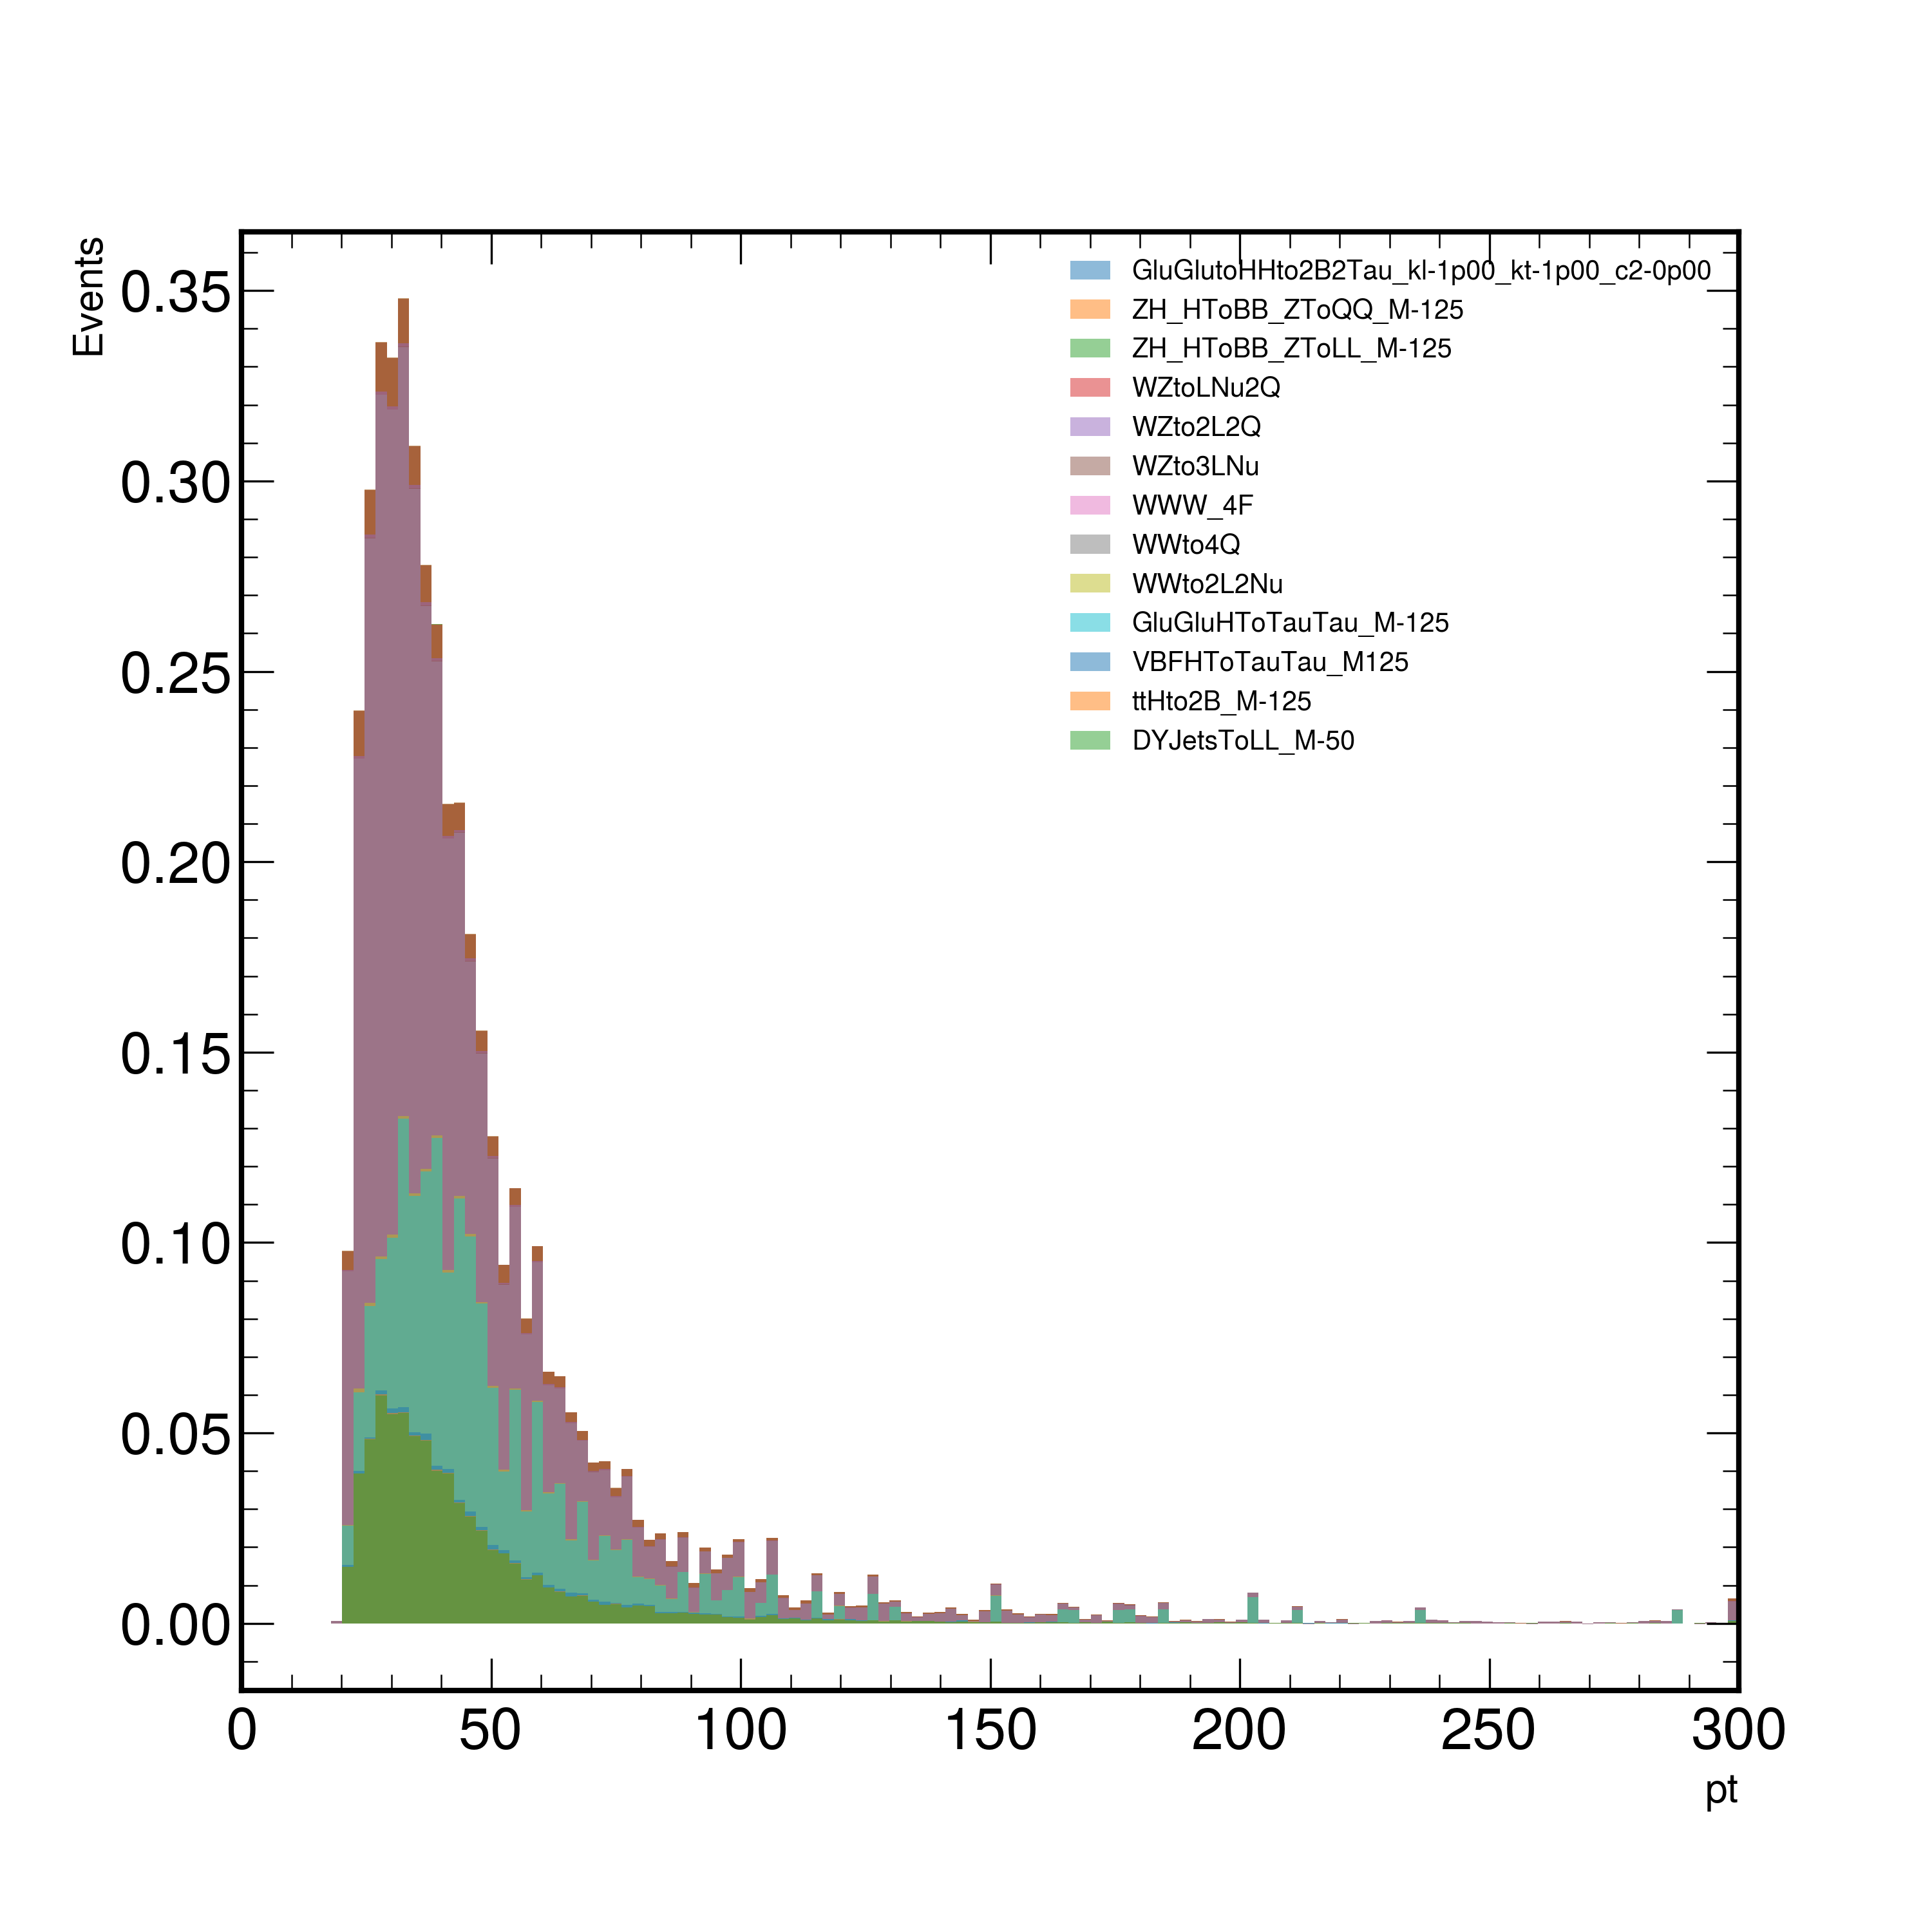 Events
0.35
0.30
0.25
0.20
0.15
0.10
0.05
0.00
GluGlutoHHto2B2Tau_kl-1p00_kt-1p00_c2-0p00
ZH_HToBB_ZToQQ_M-125
ZH_HToBB_ZToLL_M-125
WZtoLNu2Q
WZto2L2Q
WZto3LNu
WWW_4F
WWto4Q
WWto2L2Nu
GluGluHToTauTau_M-125
VBFHToTauTau_M125
ttHto2B_M-125
DYJetsToLL_M-50
0 50 100 150 200 250 300
pt